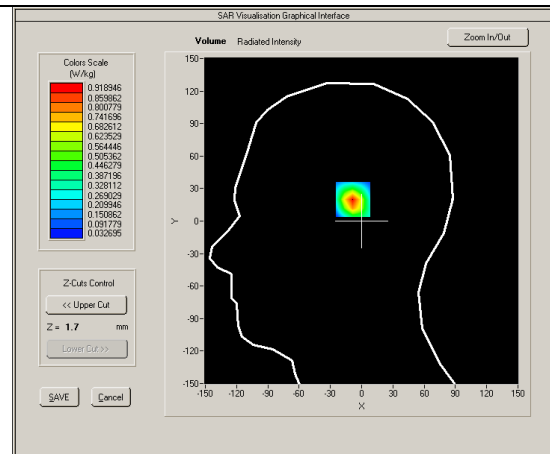 SAR Visualisation Graphical Interface
Volume Radiated Intensity
Zoom In/Out
Colors Scale
(W/kg)
0.918946
0.859862
0.800779
0.741696
0.682612
0.623529
0.564446
0.505362
0.446279
0.387196
0.328112
0.269029
0.209946
0.150862
0.091779
0.032695
Z-Cuts Control
<< Upper Cut
Z = 1.7 mm
Lower Cut >>
SAVE Cancel
150
120
90
60
30
0
-30
-60
-90
-120
-150
Y
-150 -120 -90 -60 -30 0 30 60 90 120 150
X